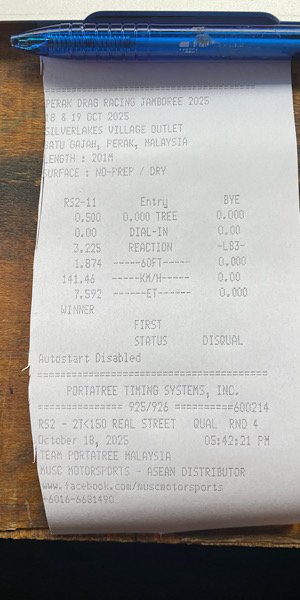 PERAK DRAG RACING JAMBOREE 2025
18 & 19 OCT 2025
SILVERLAKES VILLAGE OUTLET
BATU GAJAH, PERAK, MALAYSIA
LENGTH : 201M
SURFACE : NO-PREP / DRY
RS2-11 Entry BYE
0.500 0.000 TREE 0.000
0.00 DIAL-IN 0.00
3.225 REACTION -L83-
1.874 -----60FT----- 0.000
141.46 -----KM/H----- 0.00
7.592 ------ET------ 0.000
WINNER
FIRST
STATUS DISQUAL
Autostart Disabled
========================================
PORTATREE TIMING SYSTEMS, INC.
=============== 925/926 ==========600214
RS2 - 2TK150 REAL STREET QUAL RND 4
October 18, 2025 05:42:21 PM
TEAM PORTATREE MALAYSIA
MUSC MOTORSPORTS - ASEAN DISTRIBUTOR
www.facebook.com/muscmotorsports
+6016-6681490